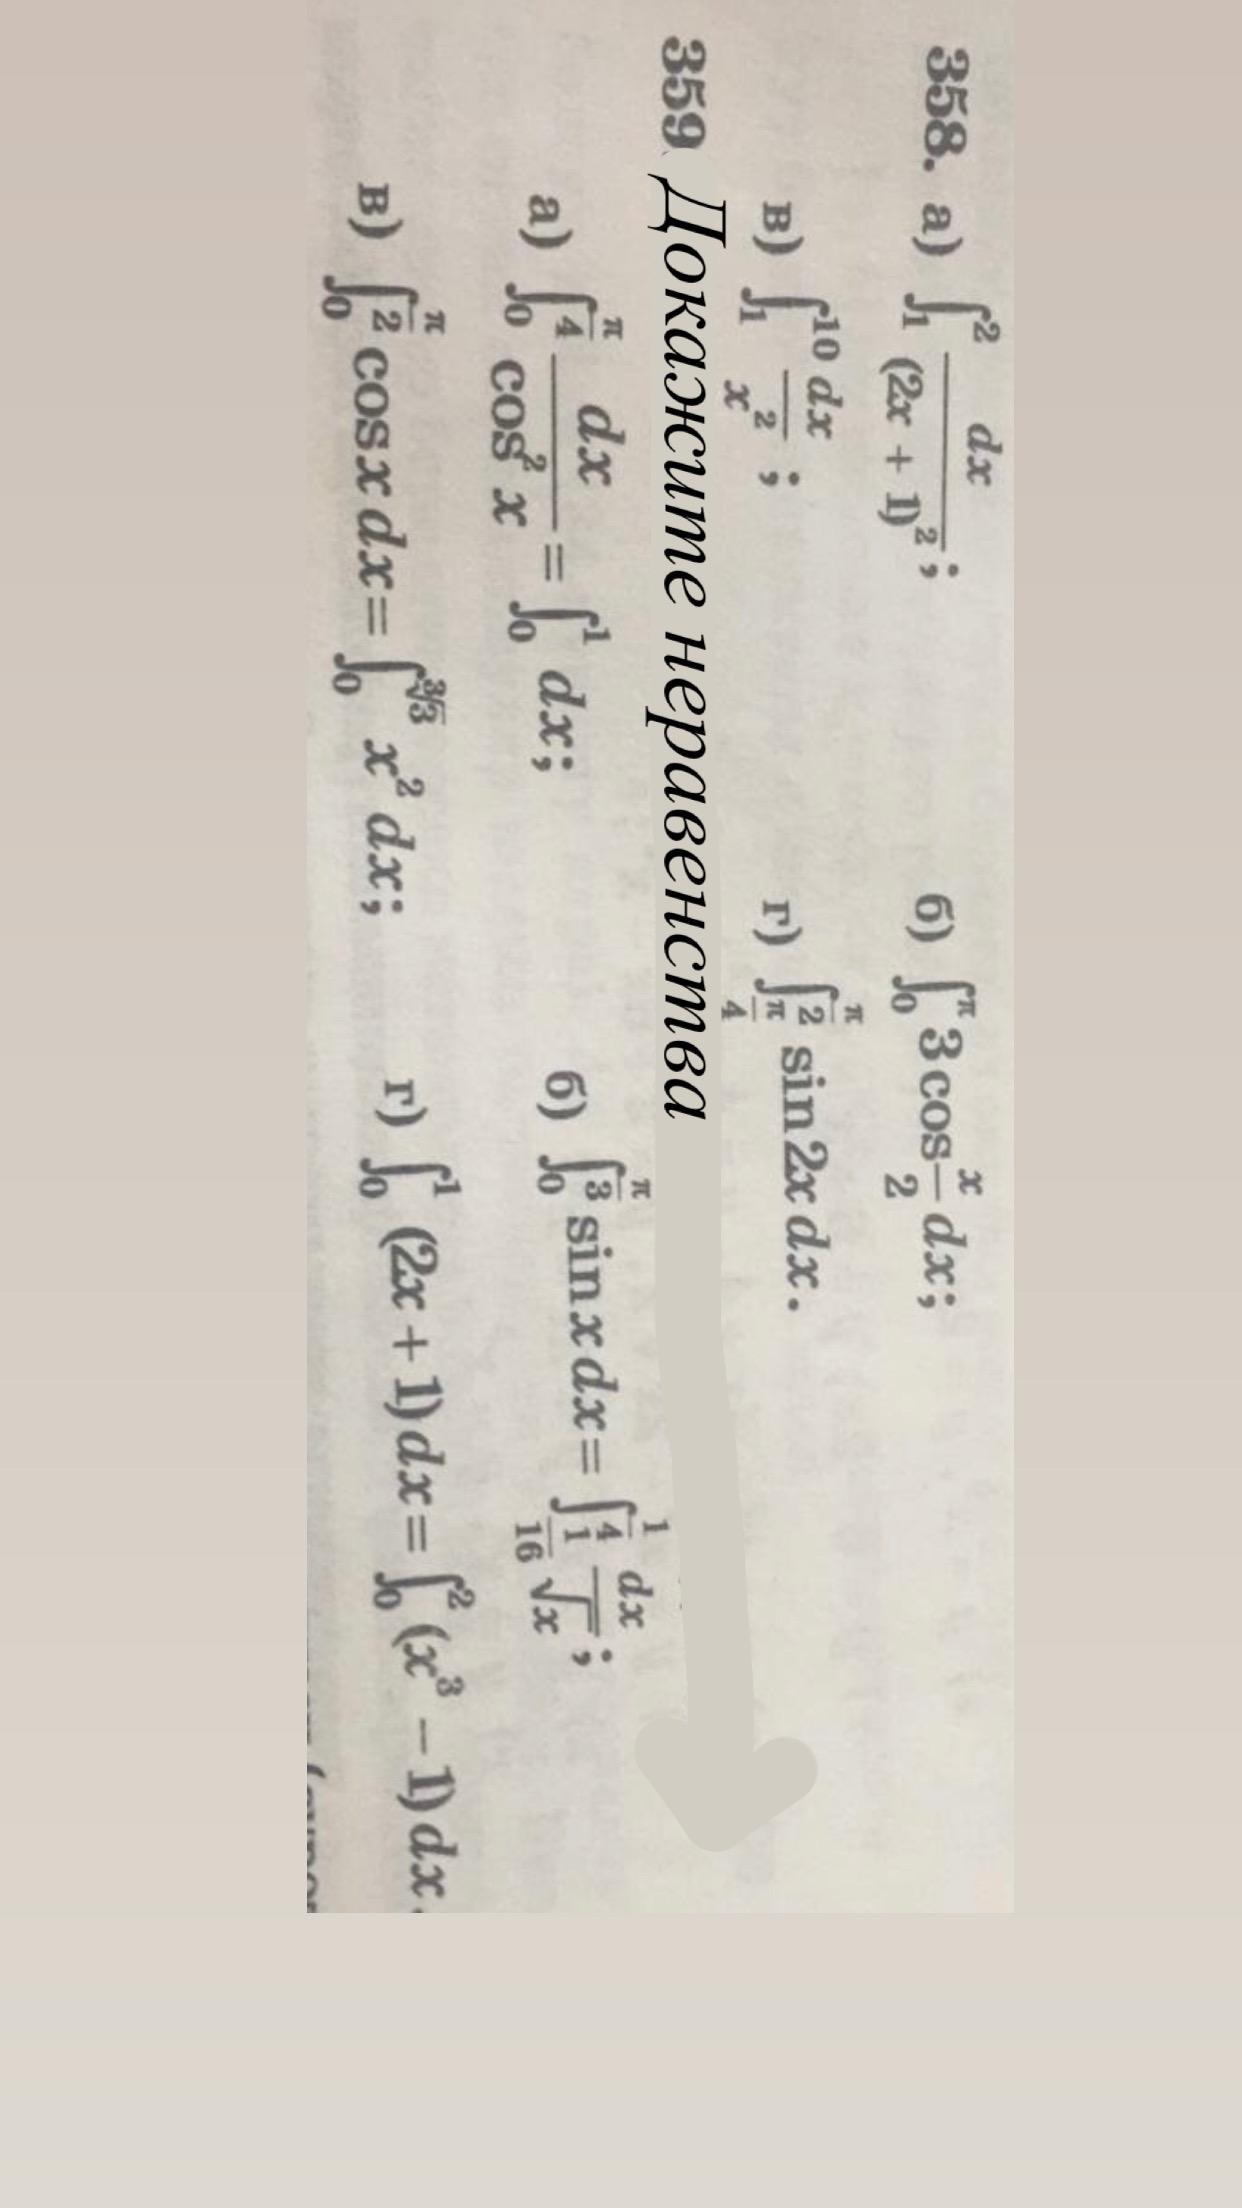 358. а) ∫₁² dx/(2x + 1)²; б) ∫₀^π 3 cos x/2 dx;
в) ∫₁¹⁰ dx/x²; г) ∫_{π/4}^{π/2} sin 2x dx.
359 Докажите неравенства
а) ∫₀^{π/4} dx/cos² x = ∫₀¹ dx; б) ∫₀^{π/3} sin x dx = ∫_{1/16}^{1/4} dx/√x;
в) ∫₀^{π/2} cos x dx = ∫₀^{∛3} x² dx; г) ∫₀¹ (2x + 1) dx = ∫₀² (x³ − 1) dx.